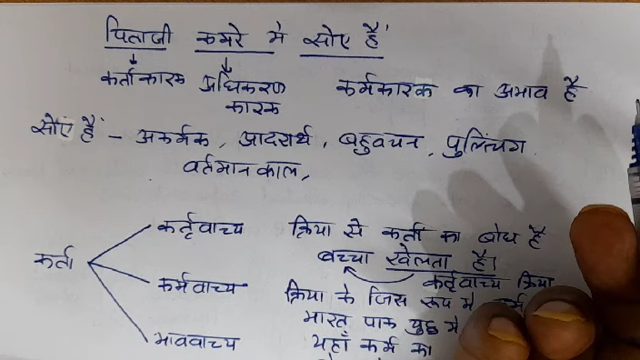 पिताजी कमरे में सोए हैं
कर्ताकारक अधिकरण कारक कर्मकारक का अभाव है
सोए हैं – अकर्मक, आदरार्थ, बहुवचन, पुल्लिंग
वर्तमान काल,
कर्तृवाच्य क्रिया से कर्ता का बोध है
बच्चा खेलता है।
कर्ता
कर्तृवाच्य क्रिया
कर्मवाच्य क्रिया के जिस रूप में
भारत पाक युद्ध में
भाववाच्य यहाँ कर्म का